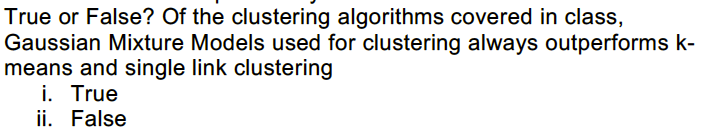 True or False? Of the clustering algorithms covered in class,
Gaussian Mixture Models used for clustering always outperforms k-
means and single link clustering
i. True
ii. False